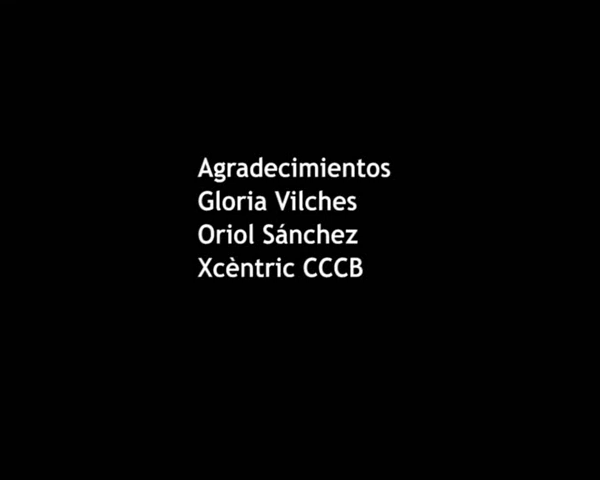 Agradecimientos
Gloria Vilches
Oriol Sánchez
Xcèntric CCCB